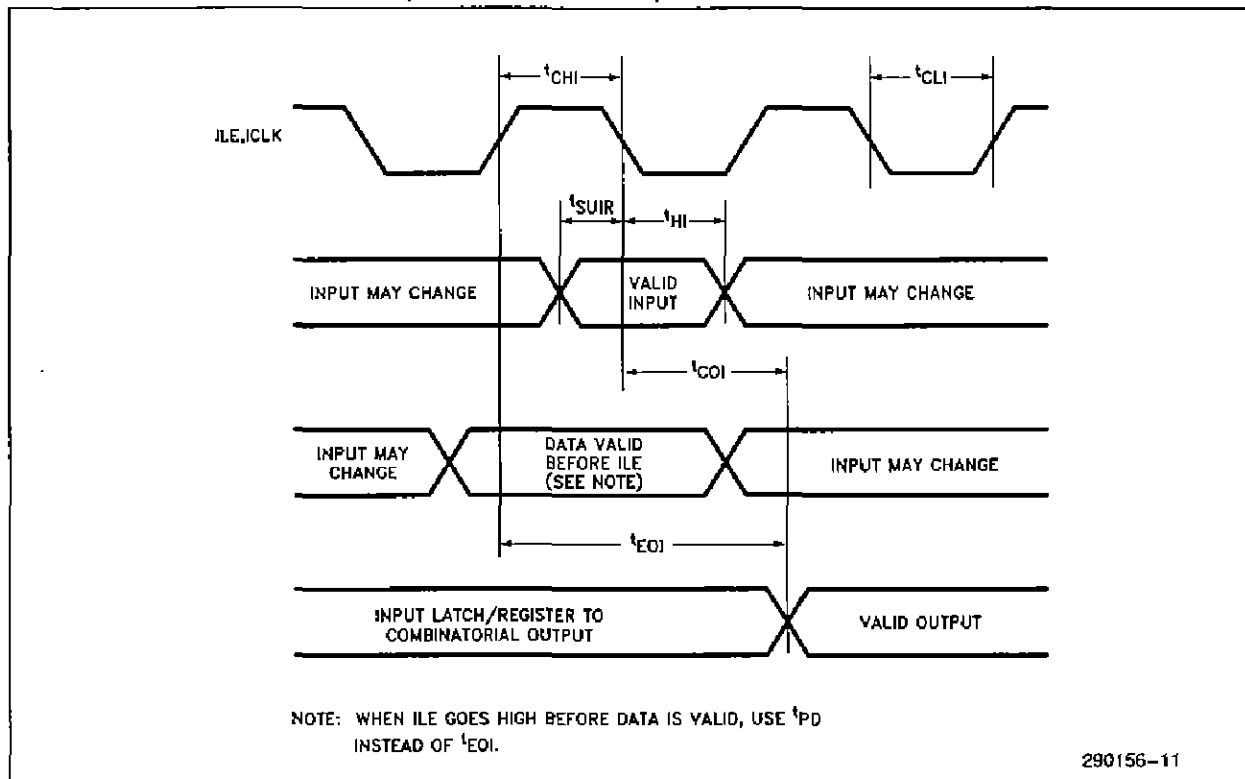 tCHI
tCLI
ILE,ICLK
tSUIR
tHI
INPUT MAY CHANGE
VALID
INPUT
INPUT MAY CHANGE
tCOI
INPUT MAY
CHANGE
DATA VALID
BEFORE ILE
(SEE NOTE)
INPUT MAY CHANGE
tEOI
INPUT LATCH/REGISTER TO
COMBINATORIAL OUTPUT
VALID OUTPUT
NOTE: WHEN ILE GOES HIGH BEFORE DATA IS VALID, USE tPD
INSTEAD OF tEOI.
290156-11